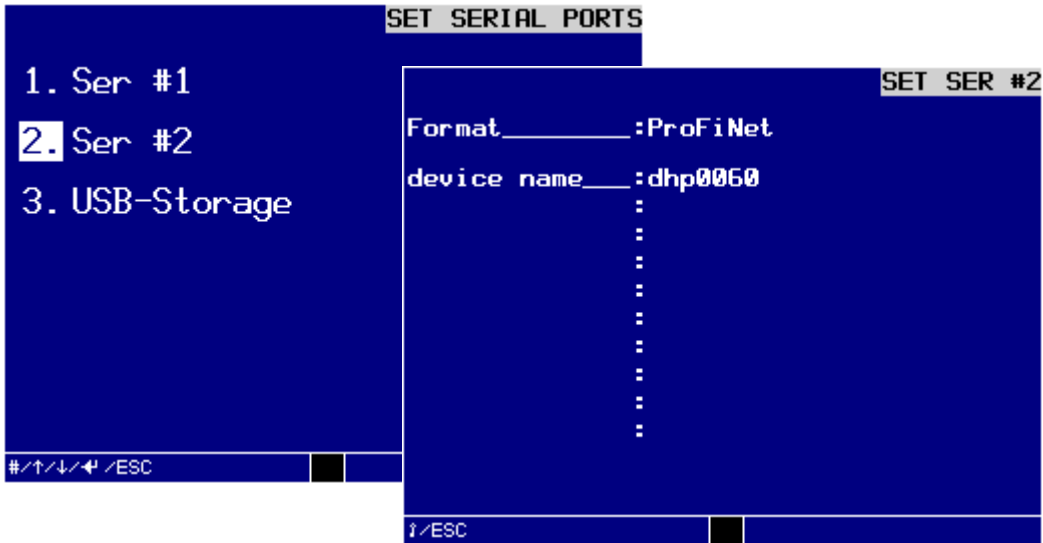 SET SERIAL PORTS
1. Ser #1
2. Ser #2
3. USB-Storage
#/↑/↓/↵ /ESC
SET SER #2
Format________:ProFiNet
device name___:dhp0060
:
:
:
:
:
:
:
:
:
⇕/ESC